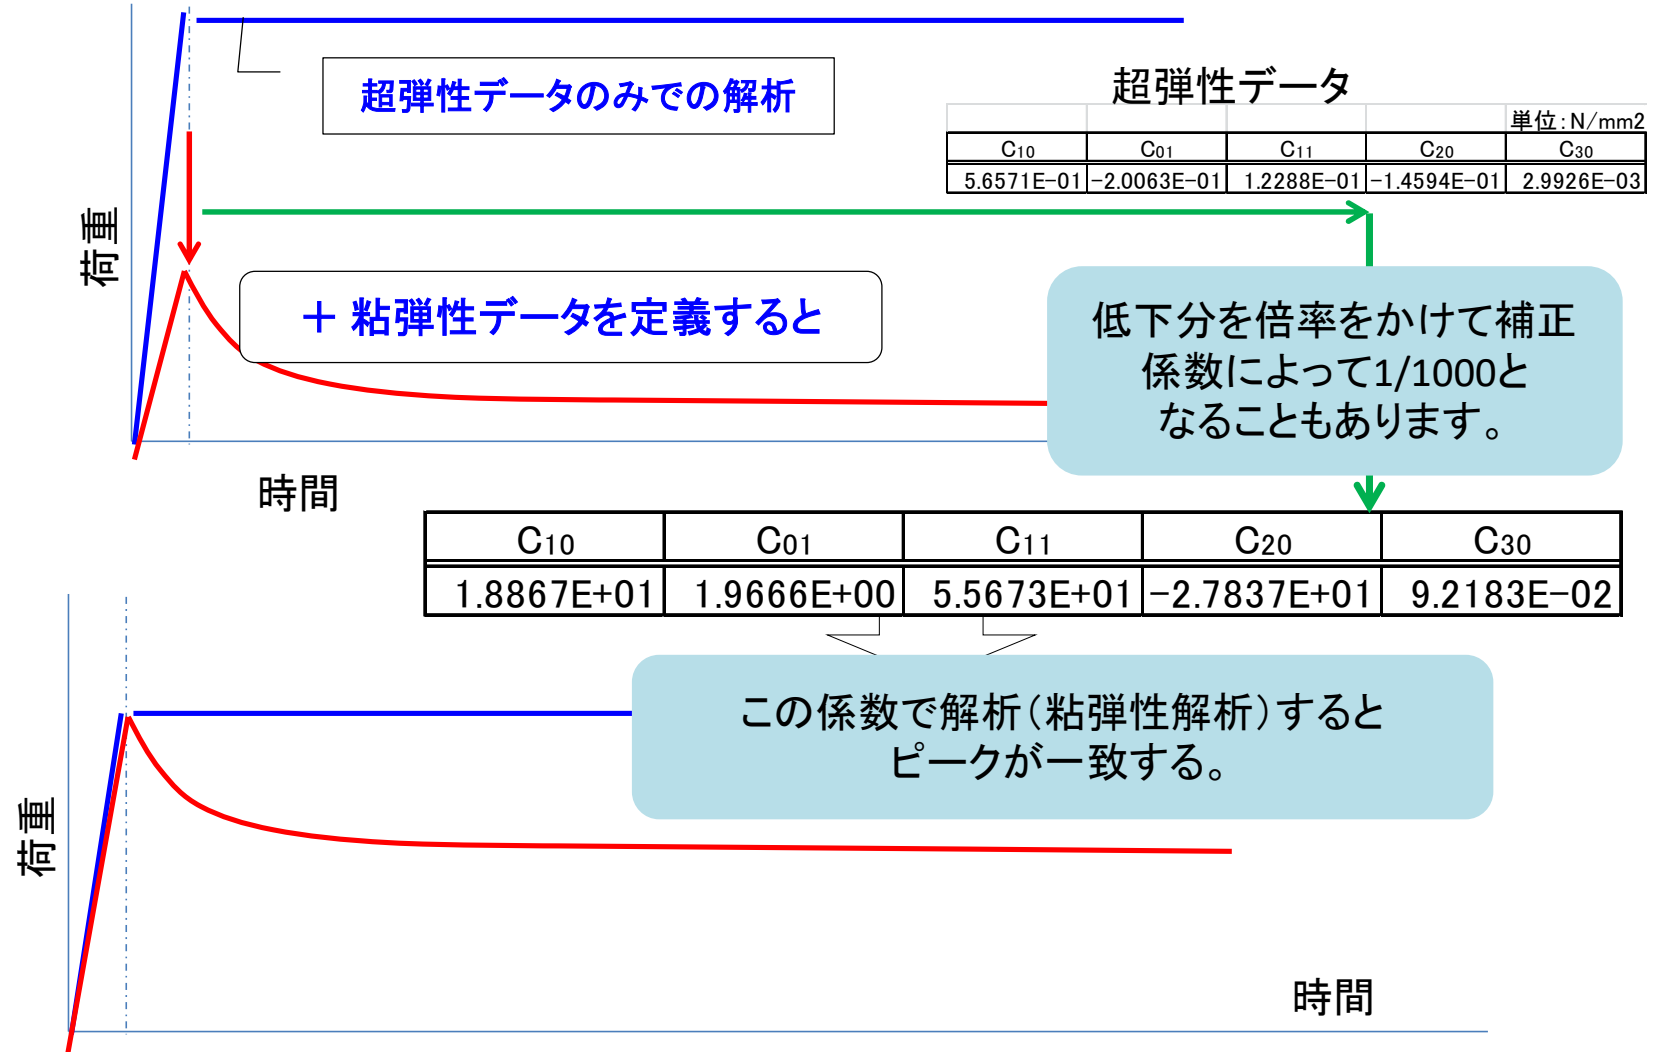 超弾性データのみでの解析
超弾性データ
単位：N/mm2
C10 C01 C11 C20 C30
5.6571E-01 -2.0063E-01 1.2288E-01 -1.4594E-01 2.9926E-03
荷重
＋ 粘弾性データを定義すると
低下分を倍率をかけて補正
係数によって1/1000と
なることもあります。
時間
C10 C01 C11 C20 C30
1.8867E+01 1.9666E+00 5.5673E+01 -2.7837E+01 9.2183E-02
この係数で解析（粘弾性解析）すると
ピークが一致する。
荷重
時間